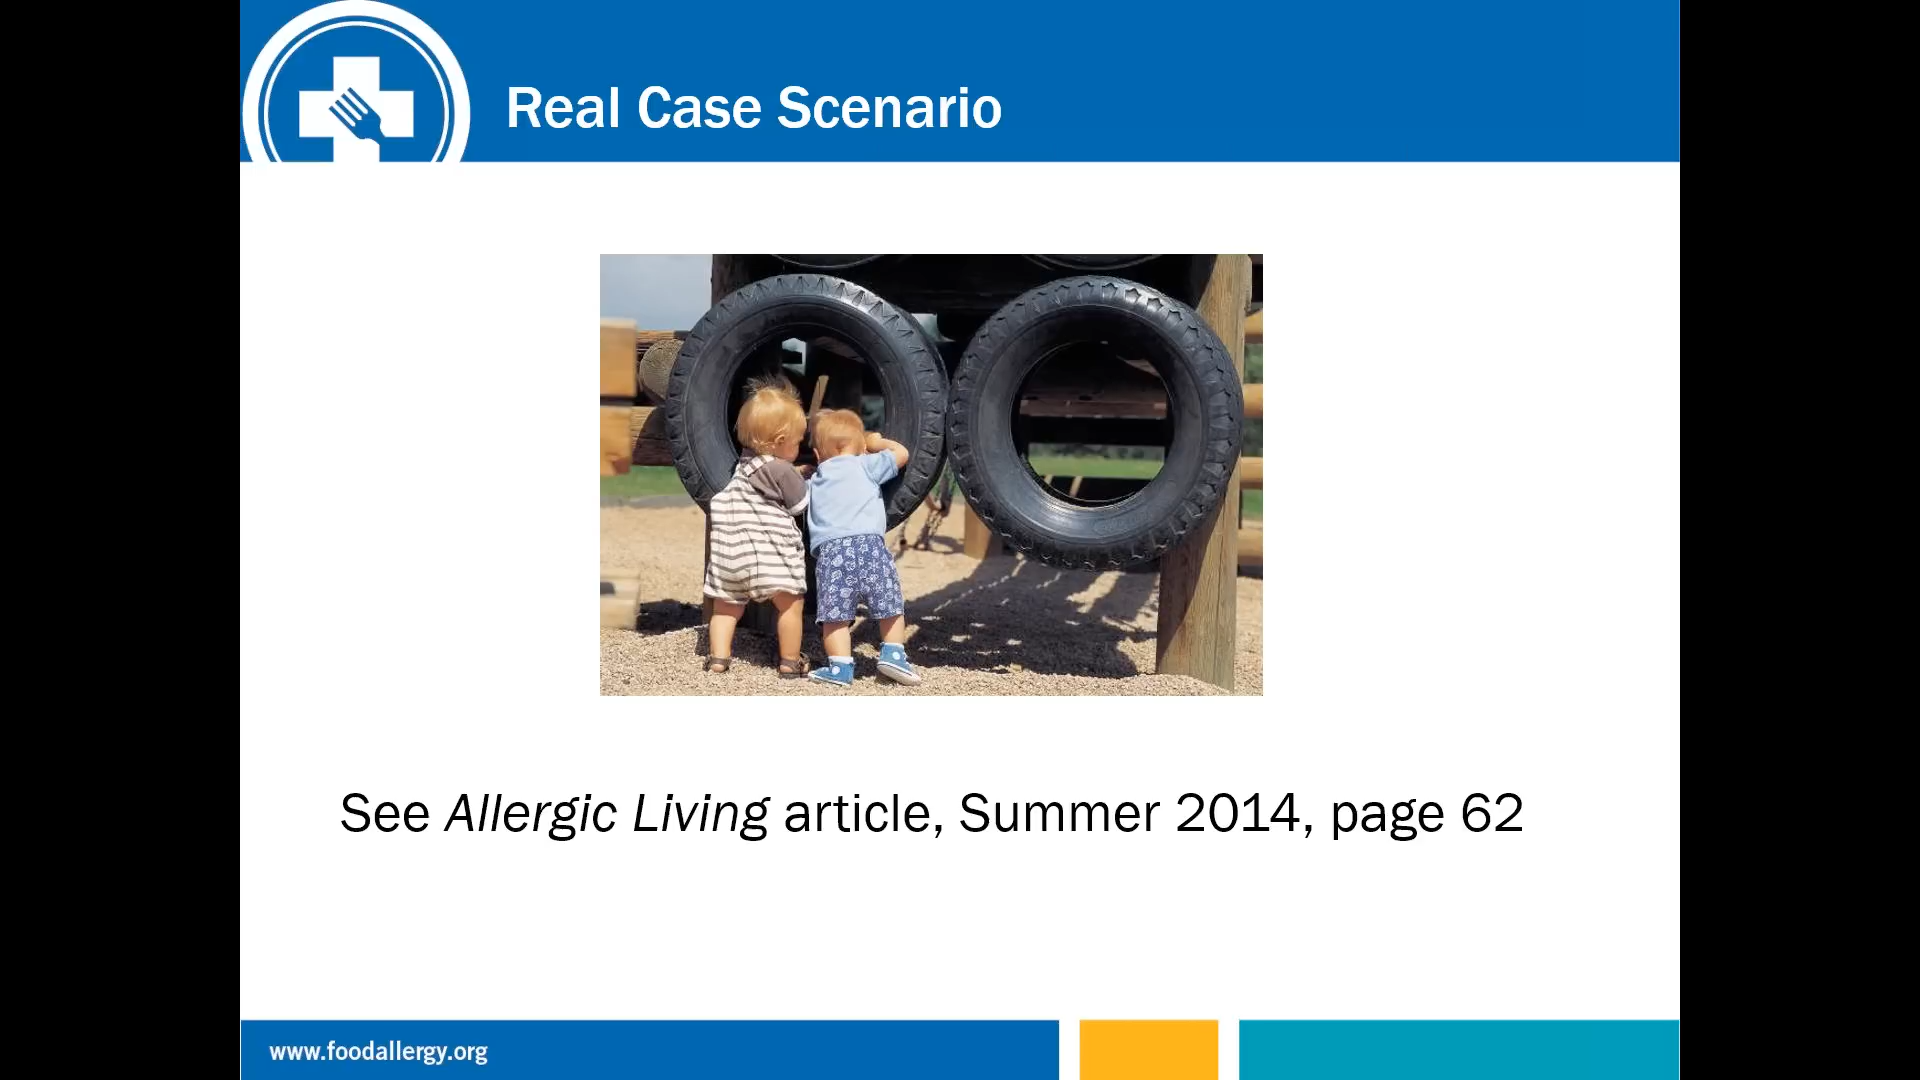 Real Case Scenario
See Allergic Living article, Summer 2014, page 62
www.foodallergy.org